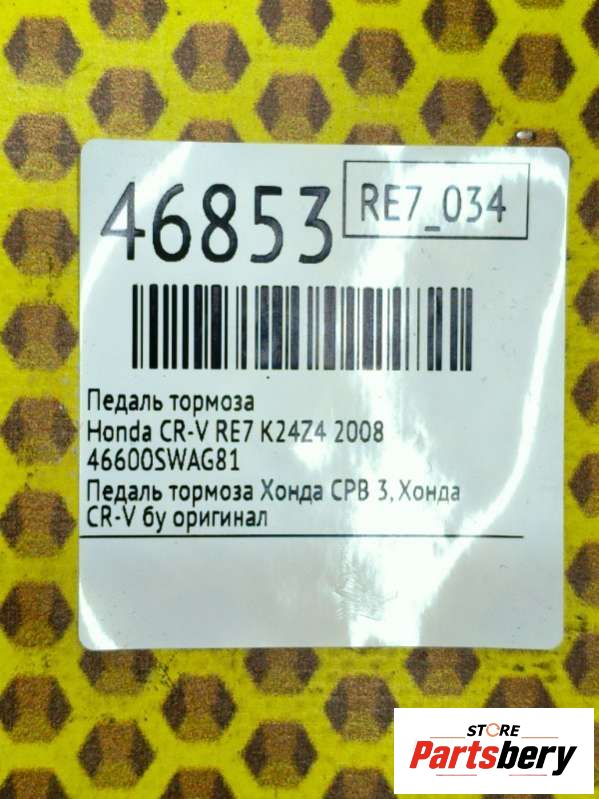 46853
RE7_034
Педаль тормоза
Honda CR-V RE7 K24Z4 2008
46600SWAG81
Педаль тормоза Хонда СРВ 3, Хонда
CR-V бу оригинал
STORE
Partsbery